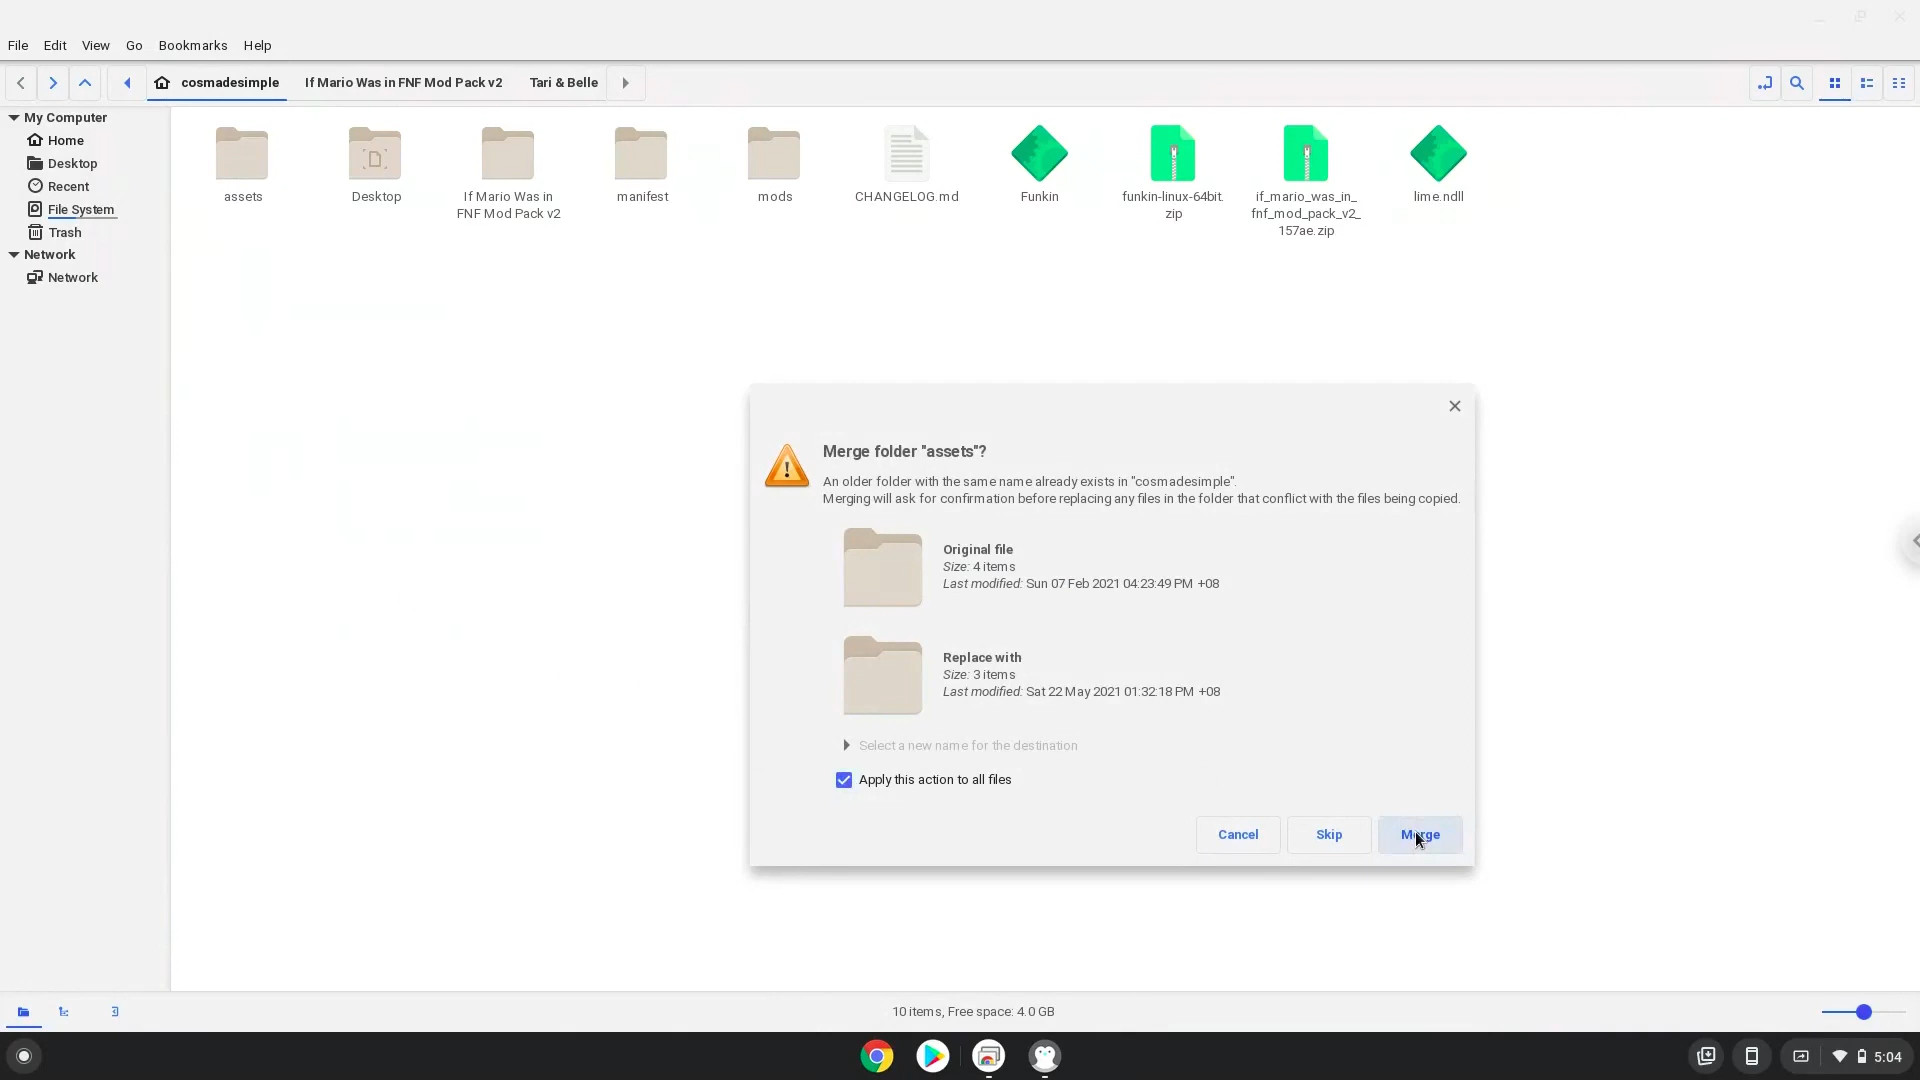 File Edit View Go Bookmarks Help
cosmadesimple If Mario Was in FNF Mod Pack v2 Tari & Belle
My Computer
Home
Desktop
Recent
File System
Trash
Network
Network
assets
Desktop
If Mario Was in
FNF Mod Pack v2
manifest
mods
CHANGELOG.md
Funkin
funkin-linux-64bit.
zip
if_mario_was_in_
fnf_mod_pack_v2_
157ae.zip
lime.ndll
Merge folder "assets"?
An older folder with the same name already exists in "cosmadesimple".
Merging will ask for confirmation before replacing any files in the folder that conflict with the files being copied.
Original file
Size: 4 items
Last modified: Sun 07 Feb 2021 04:23:49 PM +08
Replace with
Size: 3 items
Last modified: Sat 22 May 2021 01:32:18 PM +08
Select a new name for the destination
Apply this action to all files
Cancel Skip Merge
10 items, Free space: 4.0 GB
5:04